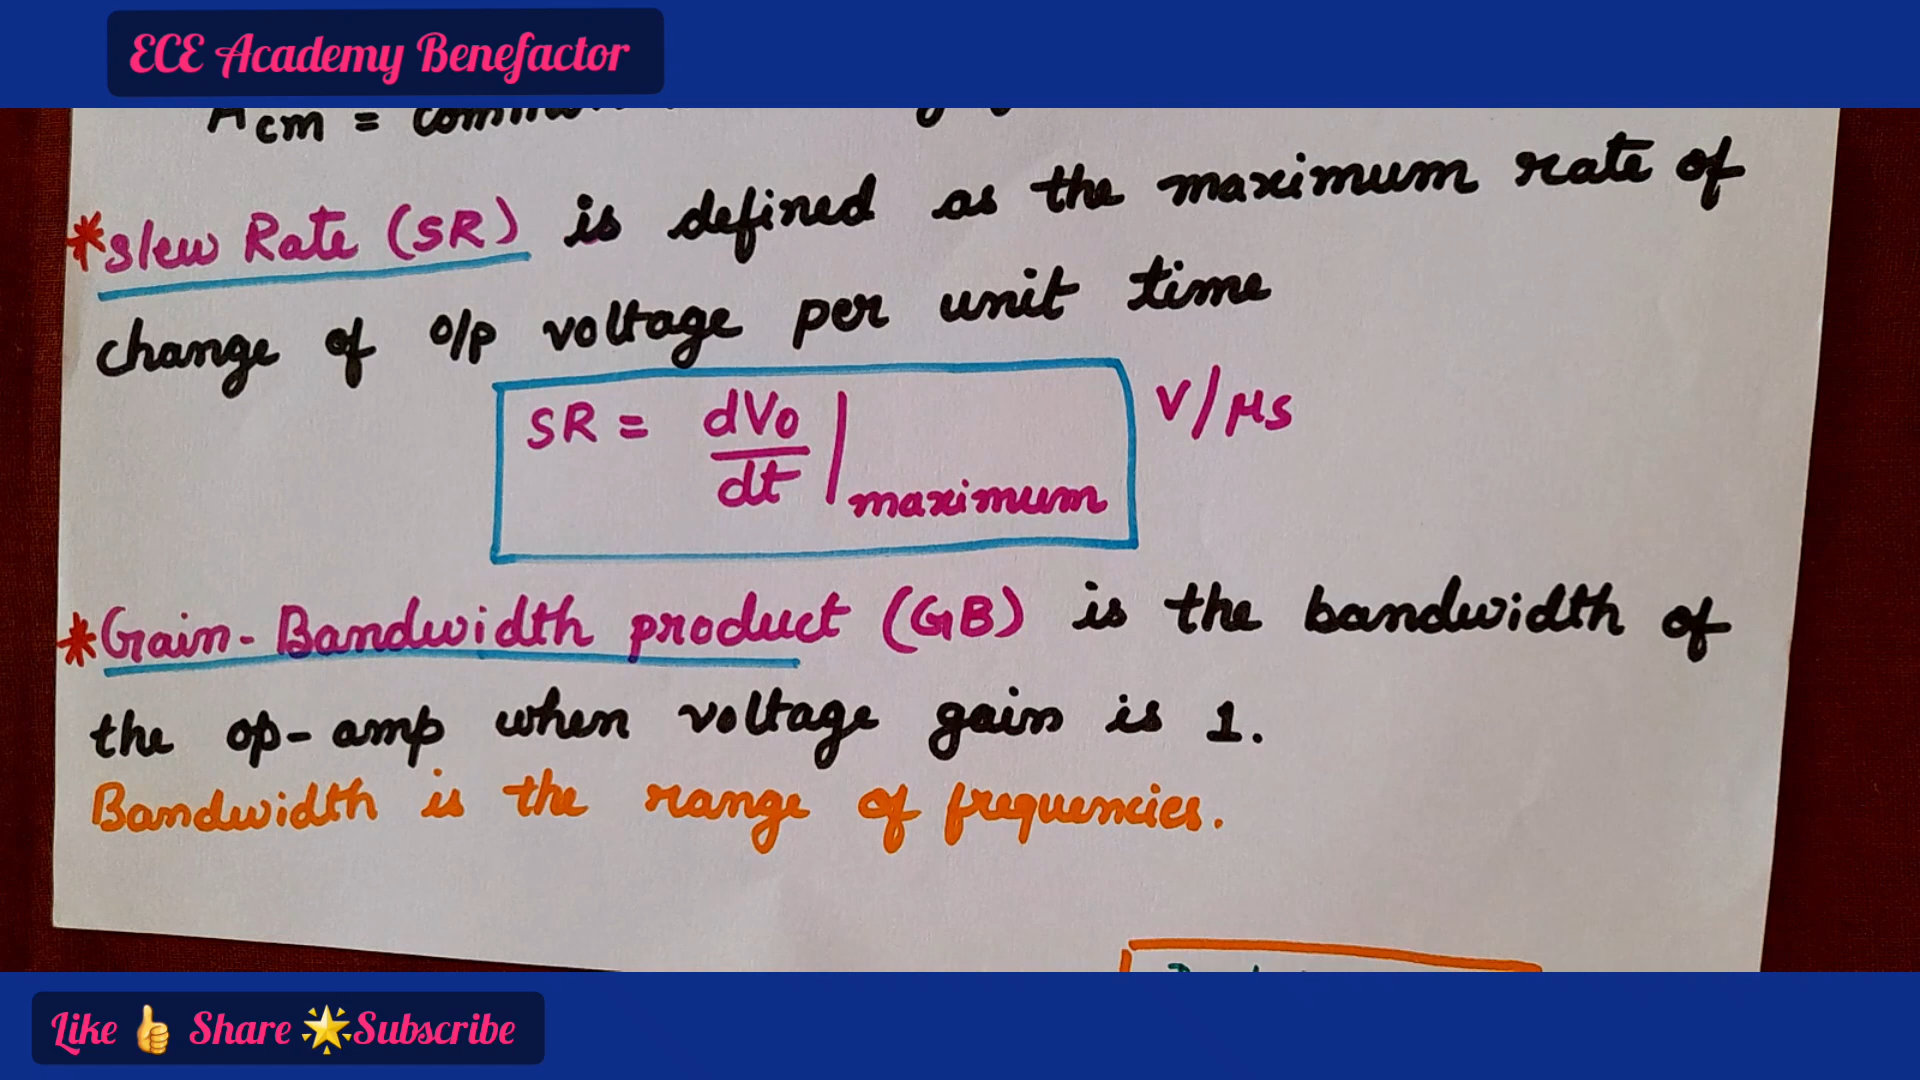 ECE Academy Benefactor
Acm =
*Slew Rate (SR) is defined as the maximum rate of
change of o/p voltage per unit time
SR = dVo/dt | maximum V/μs
*Gain-Bandwidth product (GB) is the bandwidth of
the op-amp when voltage gain is 1.
Bandwidth is the range of frequencies.
Like 👍 Share 🌟Subscribe